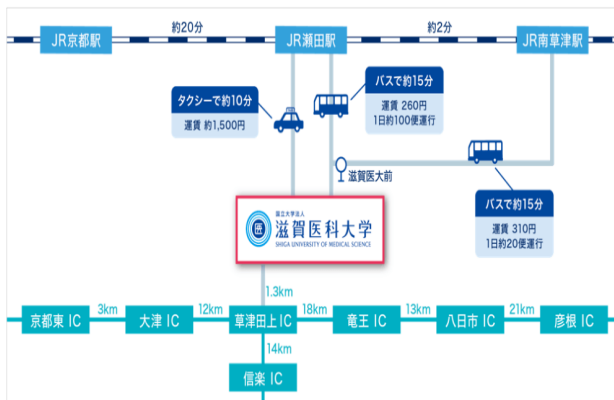 約20分
約2分
JR京都駅
JR瀬田駅
JR南草津駅
タクシーで約10分
運賃 約1,500円
バスで約15分
運賃 260円
1日約100便運行
滋賀医大前
バスで約15分
運賃 310円
1日約20便運行
国立大学法人
滋賀医科大学
SHIGA UNIVERSITY OF MEDICAL SCIENCE
1.3km
京都東 IC
3km
大津 IC
12km
草津田上 IC
18km
竜王 IC
13km
八日市 IC
21km
彦根 IC
14km
信楽 IC